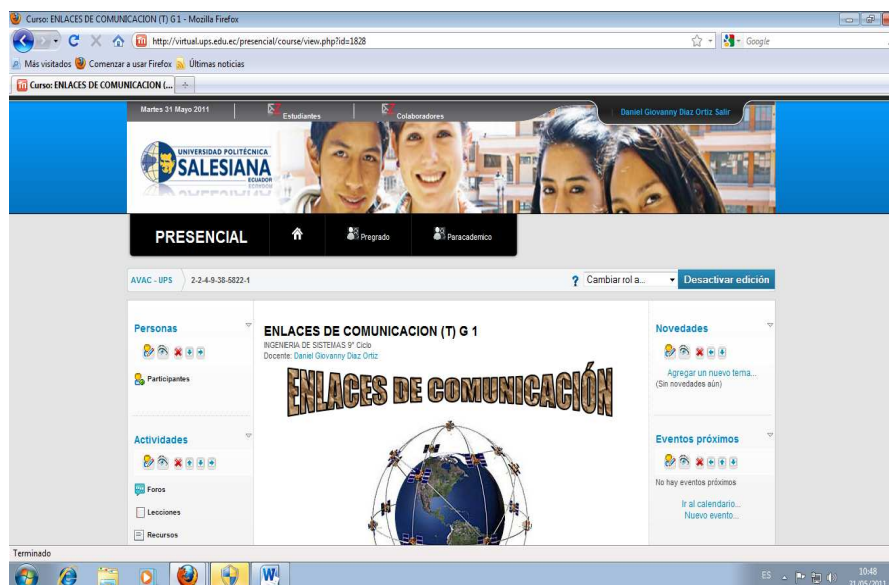 Curso: ENLACES DE COMUNICACION (T) G 1 - Mozilla Firefox
http://virtual.ups.edu.ec/presencial/course/view.php?id=1828
Google
Más visitados Comenzar a usar Firefox Últimas noticias
Curso: ENLACES DE COMUNICACION (...
Martes 31 Mayo 2011
Estudiantes
Colaboradores
Daniel Giovanny Diaz Ortiz Salir
UNIVERSIDAD POLITÉCNICA
SALESIANA
ECUADOR
PRESENCIAL
Pregrado
Paracademico
AVAC - UPS 2-2-4-9-38-5822-1
? Cambiar rol a... Desactivar edición
Personas
Participantes
Actividades
Foros
Lecciones
Recursos
ENLACES DE COMUNICACION (T) G 1
INGENIERIA DE SISTEMAS 9° Ciclo
Docente: Daniel Giovanny Diaz Ortiz
ENLACES DE COMUNICACIÓN
Novedades
Agregar un nuevo tema...
(Sin novedades aún)
Eventos próximos
No hay eventos próximos
Ir al calendario...
Nuevo evento...
Terminado
ES
10:48
31/05/2011